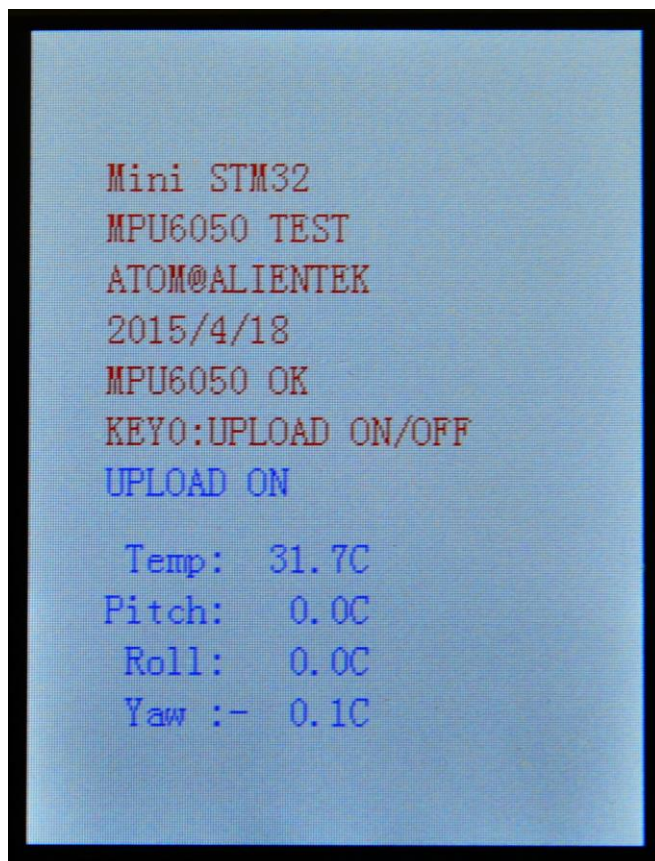 Mini STM32
MPU6050 TEST
ATOM@ALIENTEK
2015/4/18
MPU6050 OK
KEY0:UPLOAD ON/OFF
UPLOAD ON
Temp: 31.7C
Pitch: 0.0C
Roll: 0.0C
Yaw :- 0.1C